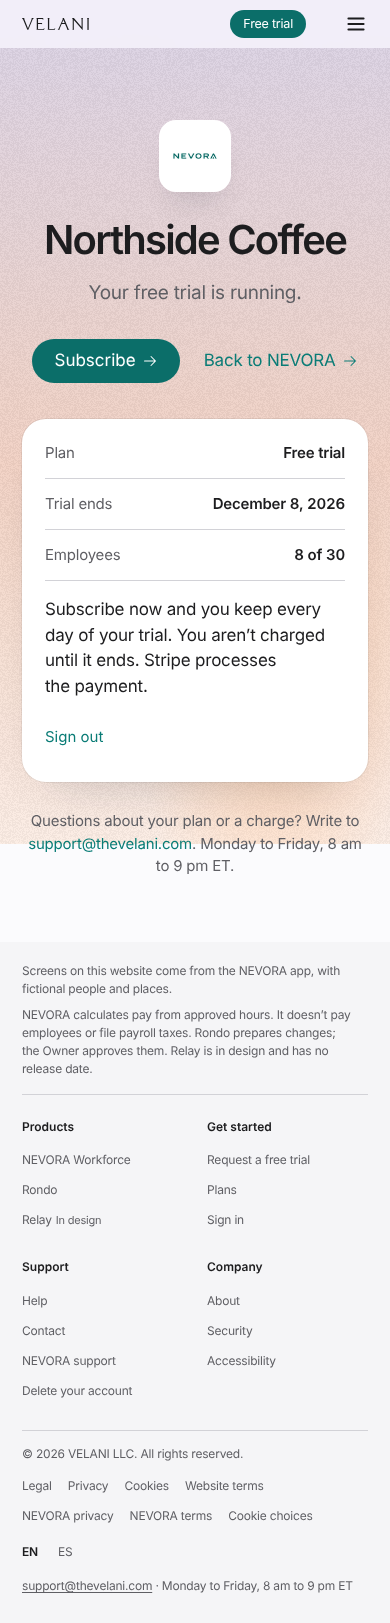 VELANI
Free trial
NEVORA
Northside Coffee
Your free trial is running.
Subscribe →
Back to NEVORA →
Plan
Free trial
Trial ends
December 8, 2026
Employees
8 of 30
Subscribe now and you keep every
day of your trial. You aren’t charged
until it ends. Stripe processes
the payment.
Sign out
Questions about your plan or a charge? Write to
support@thevelani.com. Monday to Friday, 8 am
to 9 pm ET.
Screens on this website come from the NEVORA app, with
fictional people and places.
NEVORA calculates pay from approved hours. It doesn’t pay
employees or file payroll taxes. Rondo prepares changes;
the Owner approves them. Relay is in design and has no
release date.
Products
NEVORA Workforce
Rondo
Relay In design
Get started
Request a free trial
Plans
Sign in
Support
Help
Contact
NEVORA support
Delete your account
Company
About
Security
Accessibility
© 2026 VELANI LLC. All rights reserved.
Legal Privacy Cookies Website terms
NEVORA privacy NEVORA terms Cookie choices
EN ES
support@thevelani.com · Monday to Friday, 8 am to 9 pm ET